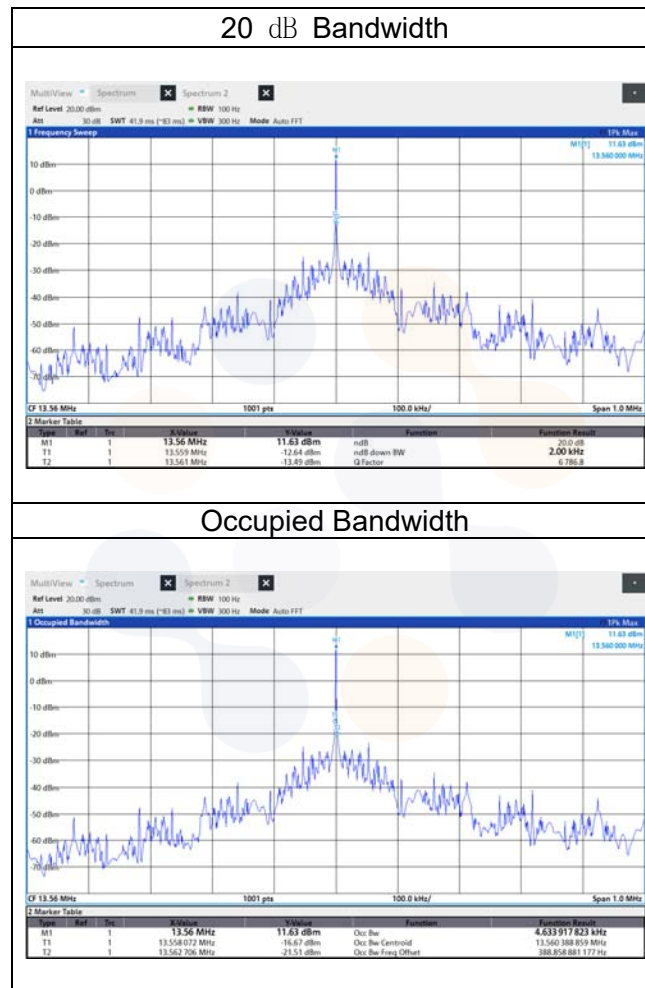 20 dB Bandwidth
MultiView Spectrum Spectrum 2
Ref Level 20.00 dBm RBW 100 Hz
Att 30 dB SWT 41.9 ms (~83 ms) VBW 300 Hz Mode Auto FFT
1 Frequency Sweep 1Pk Max
M1[1] 11.63 dBm
13.560 000 MHz
M1
10 dBm
0 dBm
-10 dBm
-20 dBm
-30 dBm
-40 dBm
-50 dBm
-60 dBm
-70 dBm
CF 13.56 MHz 1001 pts 100.0 kHz/ Span 1.0 MHz
2 Marker Table
Type Ref Trc X-Value Y-Value Function Function Result
M1 1 13.56 MHz 11.63 dBm ndB 20.0 dB
T1 1 13.559 MHz -12.64 dBm ndB down BW 2.00 kHz
T2 1 13.561 MHz -13.49 dBm Q Factor 6 786.8
Occupied Bandwidth
MultiView Spectrum Spectrum 2
Ref Level 20.00 dBm RBW 100 Hz
Att 30 dB SWT 41.9 ms (~83 ms) VBW 300 Hz Mode Auto FFT
1 Occupied Bandwidth 1Pk Max
M1[1] 11.63 dBm
13.560 000 MHz
M1
10 dBm
0 dBm
-10 dBm
-20 dBm
-30 dBm
-40 dBm
-50 dBm
-60 dBm
-70 dBm
CF 13.56 MHz 1001 pts 100.0 kHz/ Span 1.0 MHz
2 Marker Table
Type Ref Trc X-Value Y-Value Function Function Result
M1 1 13.56 MHz 11.63 dBm Occ Bw 4.633 917 823 kHz
T1 1 13.558 072 MHz -16.67 dBm Occ Bw Centroid 13.560 388 859 MHz
T2 1 13.562 706 MHz -21.51 dBm Occ Bw Freq Offset 388.858 881 177 Hz